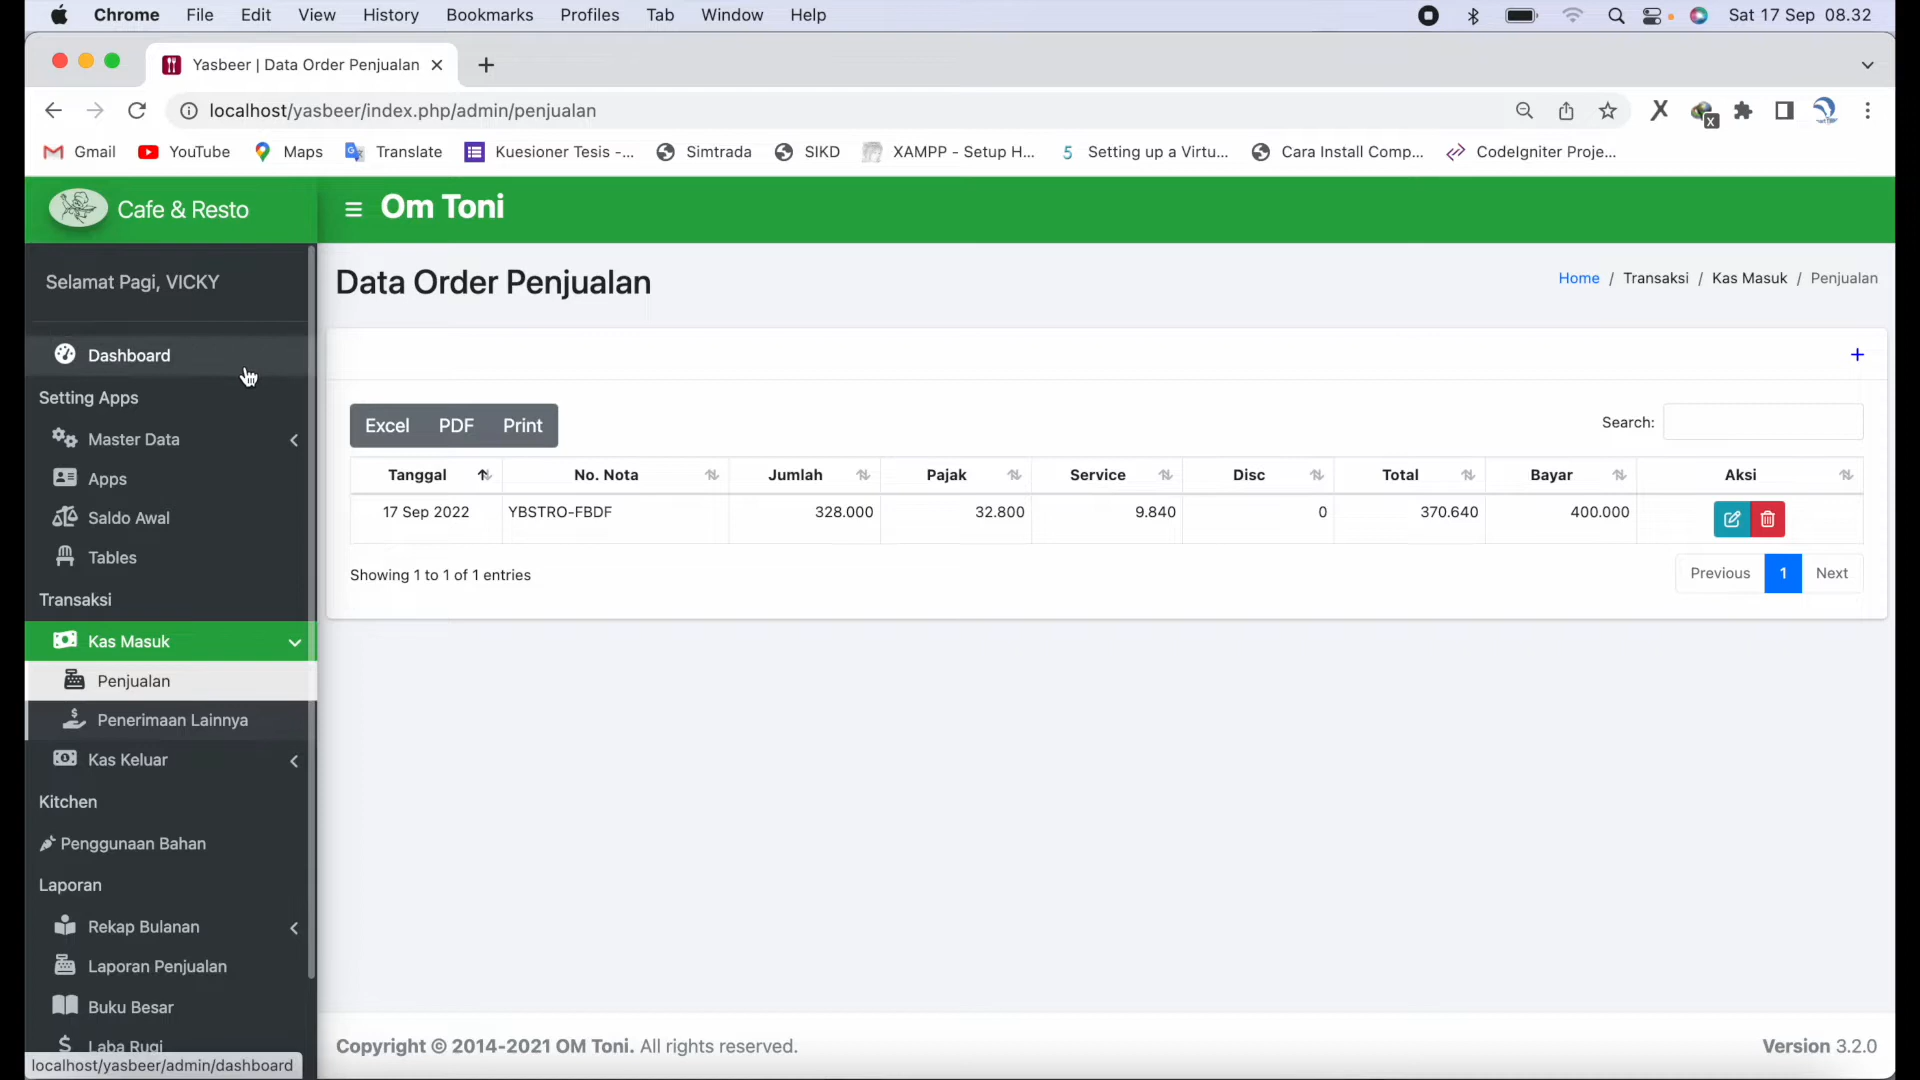 Chrome File Edit View History Bookmarks Profiles Tab Window Help Sat 17 Sep 08.32
Yasbeer | Data Order Penjualan
localhost/yasbeer/index.php/admin/penjualan
Gmail YouTube Maps Translate Kuesioner Tesis -... Simtrada SIKD XAMPP - Setup H... Setting up a Virtu... Cara Install Comp... CodeIgniter Proje...
Cafe & Resto
Om Toni
Selamat Pagi, VICKY
Dashboard
Setting Apps
Master Data
Apps
Saldo Awal
Tables
Transaksi
Kas Masuk
Penjualan
Penerimaan Lainnya
Kas Keluar
Kitchen
Penggunaan Bahan
Laporan
Rekap Bulanan
Laporan Penjualan
Buku Besar
Laba Rugi
localhost/yasbeer/admin/dashboard
Data Order Penjualan
Home / Transaksi / Kas Masuk / Penjualan
+
Excel PDF Print
Search:
Tanggal No. Nota Jumlah Pajak Service Disc Total Bayar Aksi
17 Sep 2022 YBSTRO-FBDF 328.000 32.800 9.840 0 370.640 400.000
Showing 1 to 1 of 1 entries
Previous 1 Next
Copyright © 2014-2021 OM Toni. All rights reserved.
Version 3.2.0